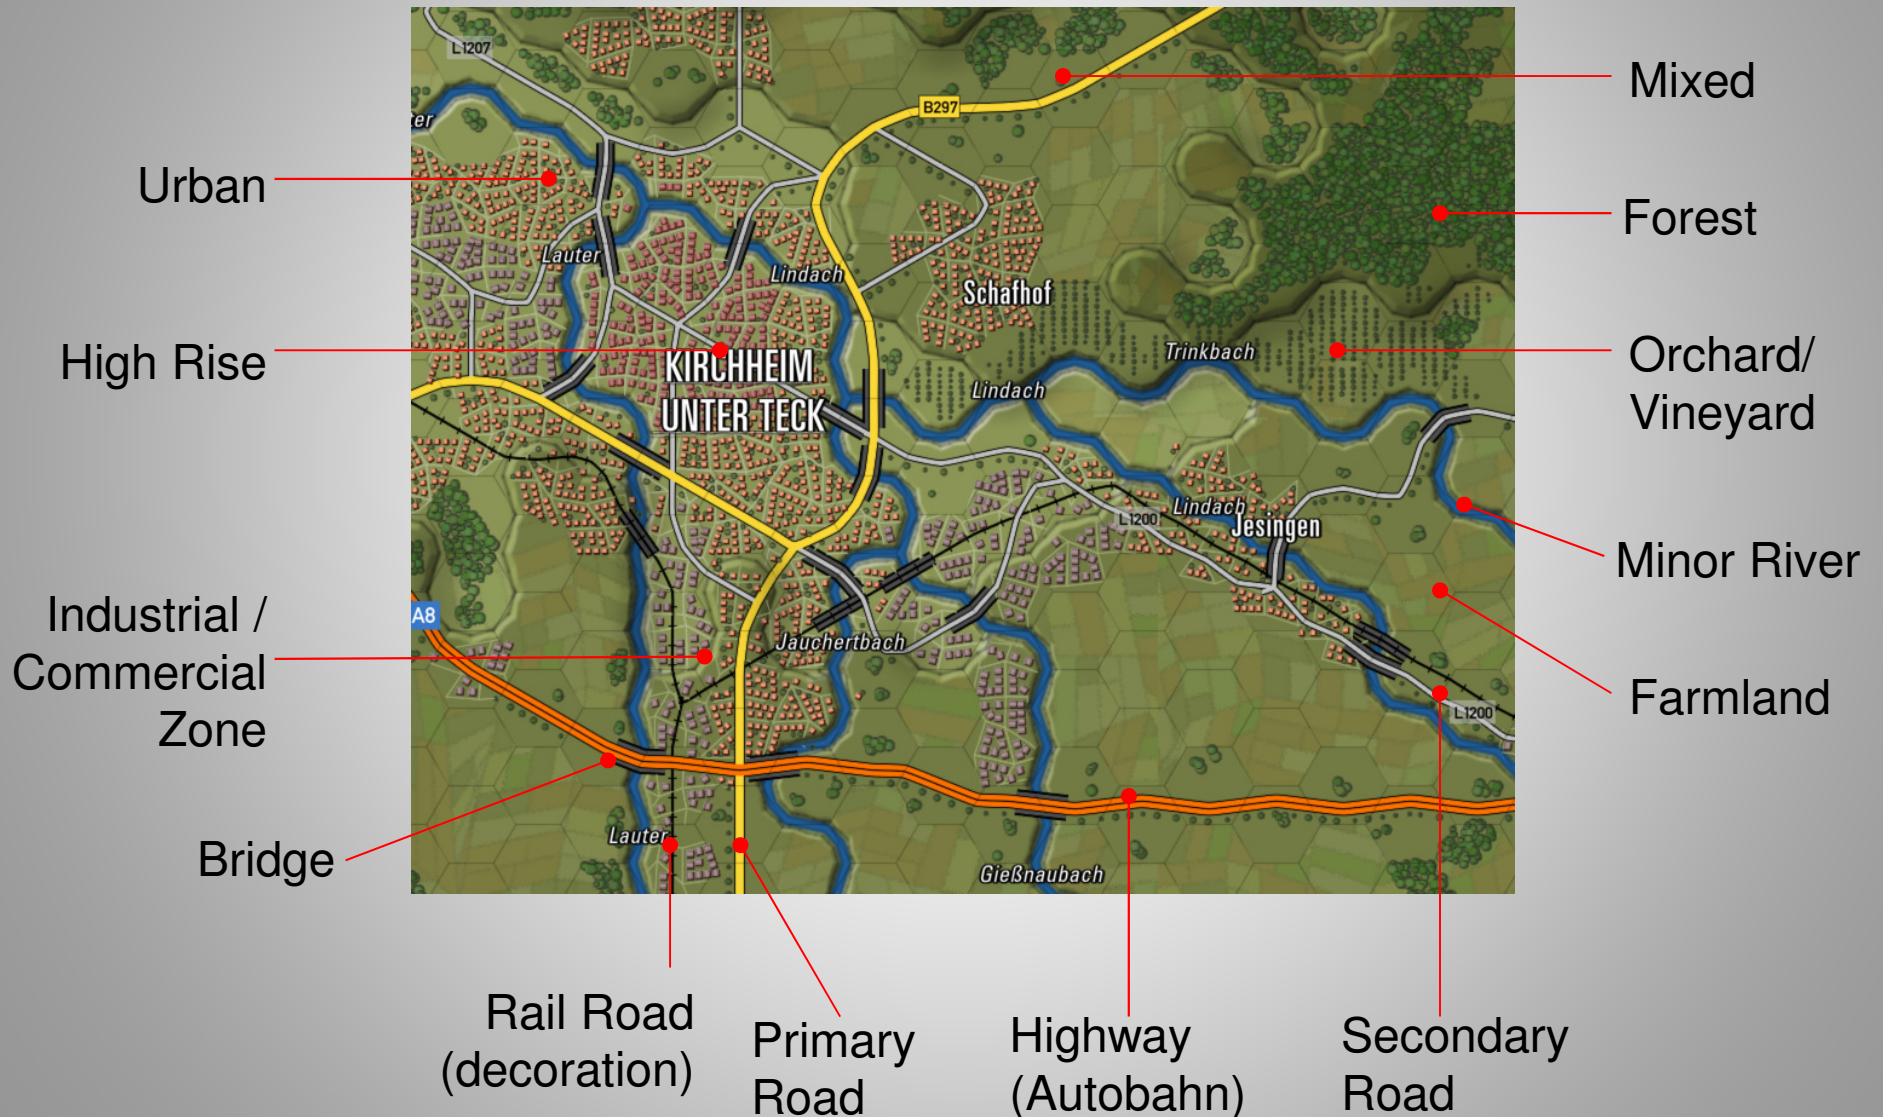 L1207
Mixed
B297
ter
Urban
Forest
Lauter
Lindach
Schafhof
High Rise
KIRCHHEIM
UNTER TECK
Trinkbach
Orchard/
Vineyard
Lindach
Lindach
L1200
Jesingen
Minor River
A8
Industrial /
Commercial
Zone
Jauchertbach
Farmland
L1200
Bridge
Lauter
Gießnaubach
Rail Road
(decoration)
Primary
Road
Highway
(Autobahn)
Secondary
Road